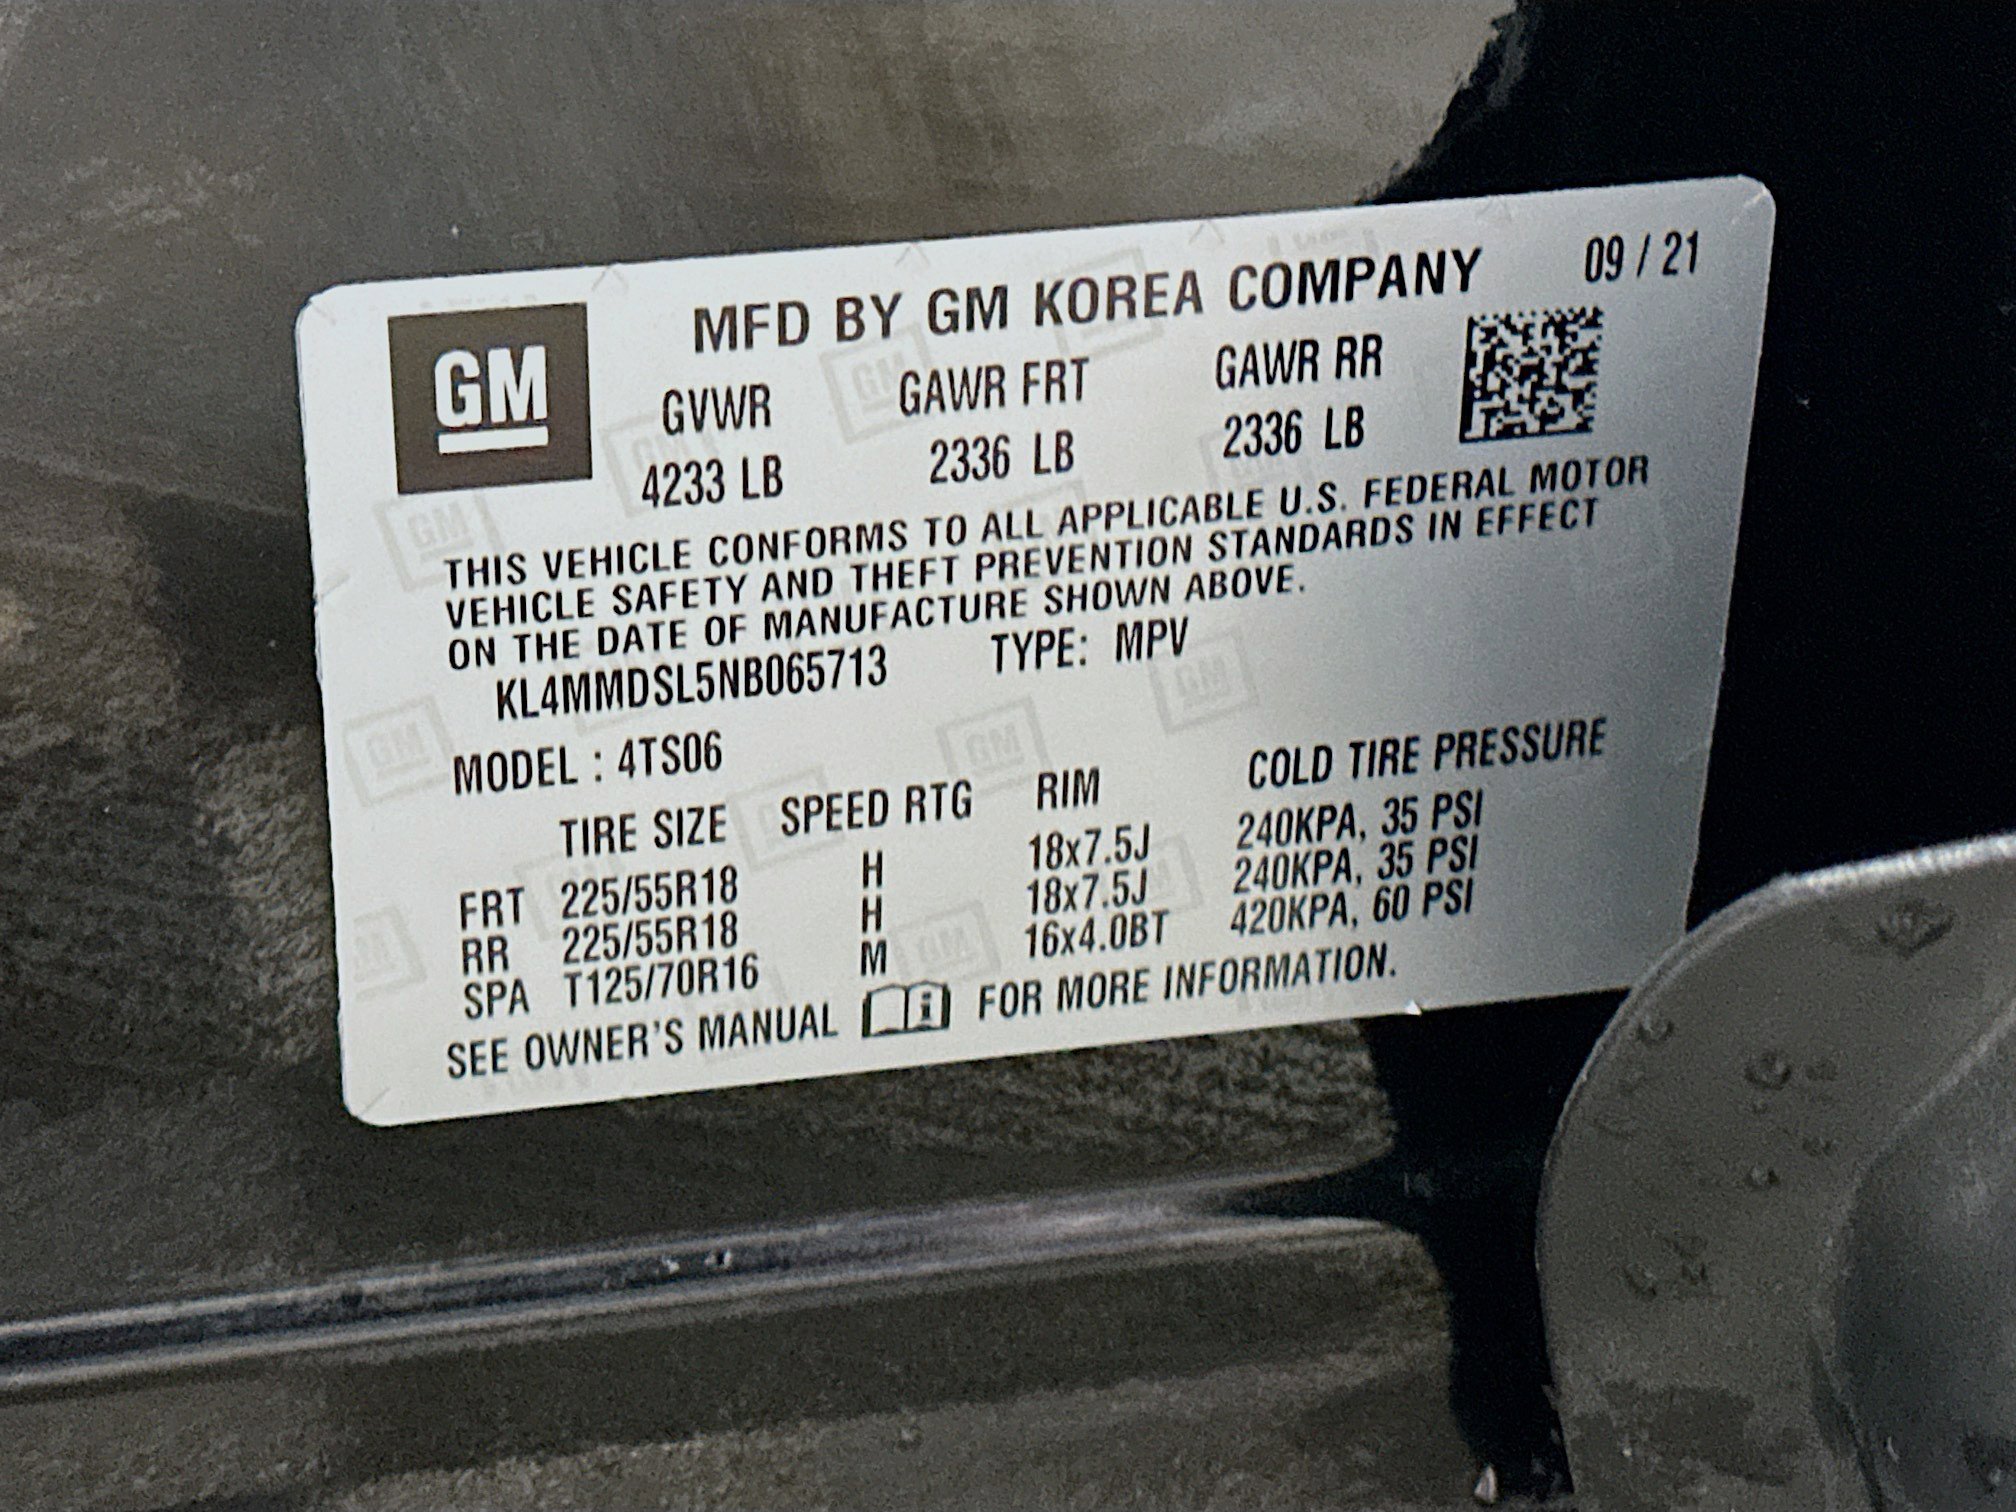 MFD BY GM KOREA COMPANY 09 / 21
GM
GVWR GAWR FRT GAWR RR
4233 LB 2336 LB 2336 LB
THIS VEHICLE CONFORMS TO ALL APPLICABLE U.S. FEDERAL MOTOR
VEHICLE SAFETY AND THEFT PREVENTION STANDARDS IN EFFECT
ON THE DATE OF MANUFACTURE SHOWN ABOVE.
KL4MMDSL5NB065713 TYPE: MPV
MODEL : 4TS06
TIRE SIZE SPEED RTG RIM COLD TIRE PRESSURE
FRT 225/55R18 H 18x7.5J 240KPA, 35 PSI
RR 225/55R18 H 18x7.5J 240KPA, 35 PSI
SPA T125/70R16 M 16x4.0BT 420KPA, 60 PSI
SEE OWNER'S MANUAL FOR MORE INFORMATION.